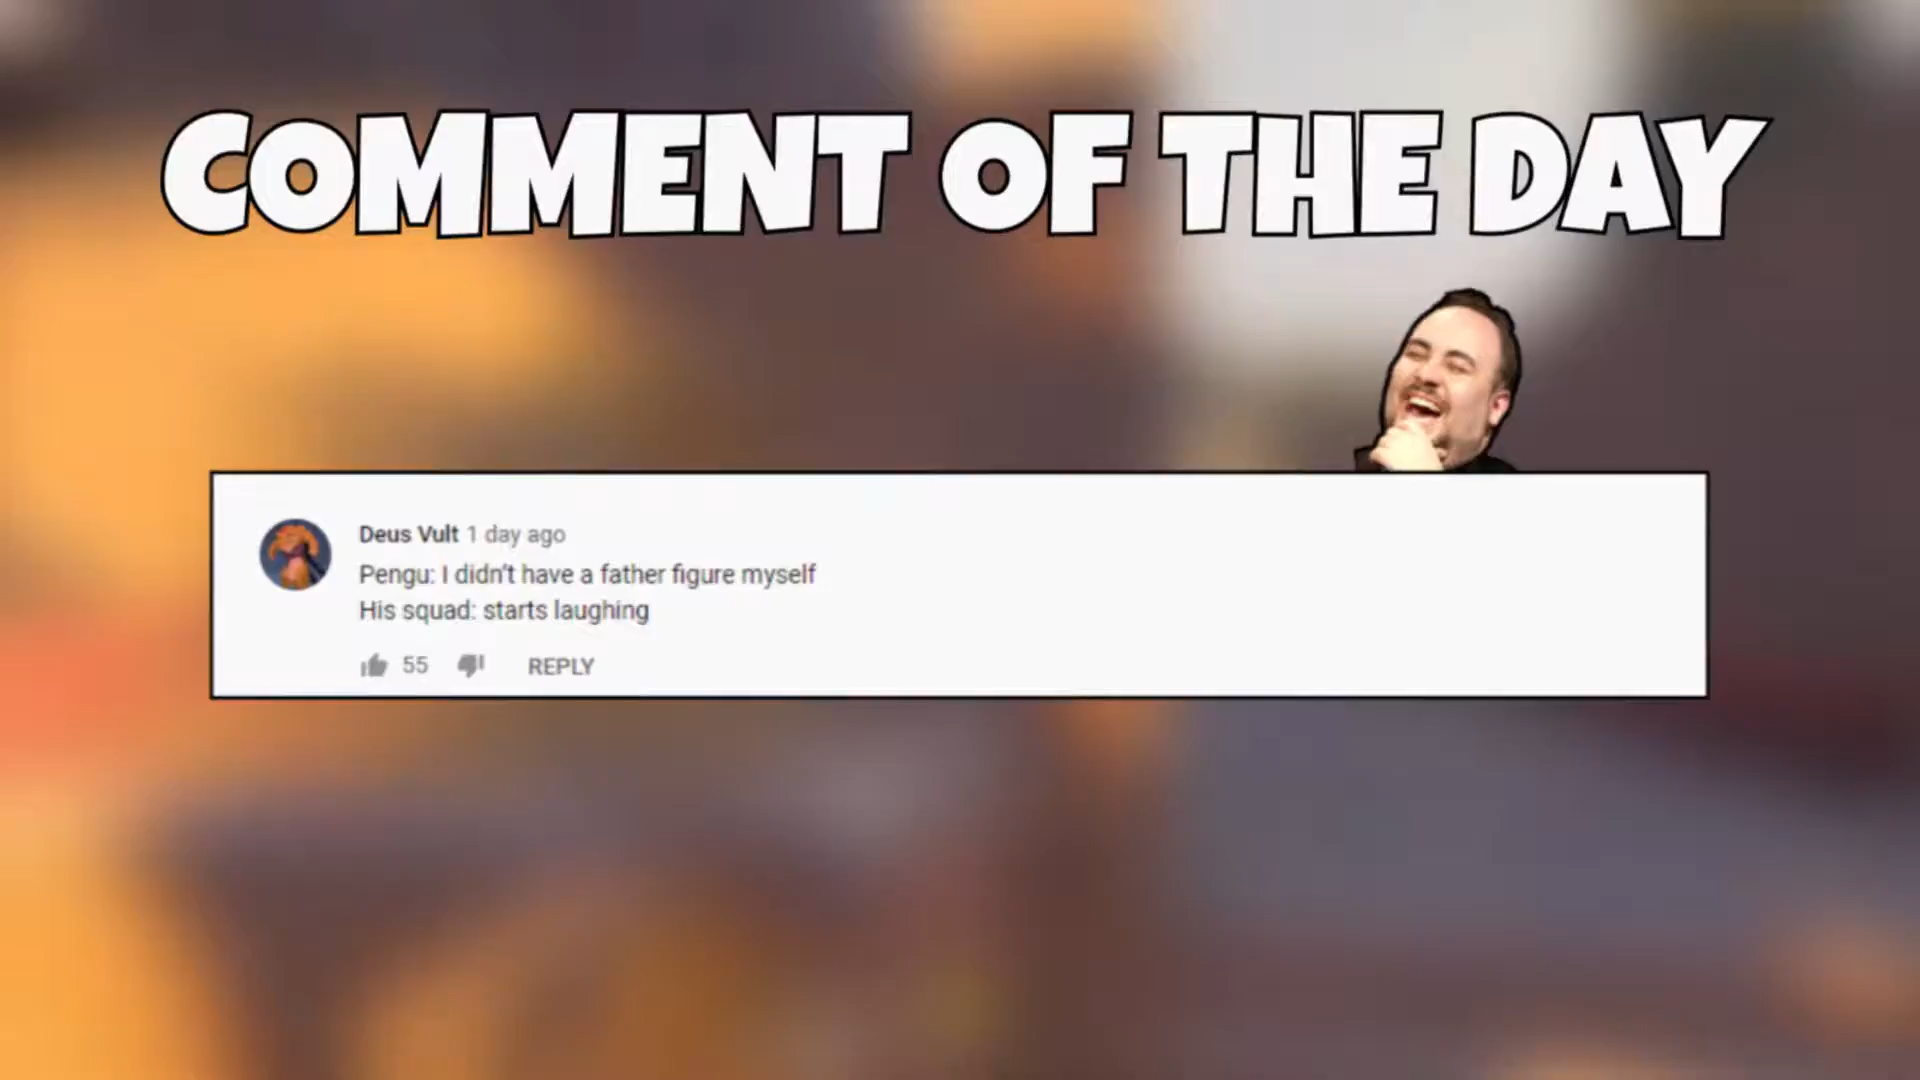 COMMENT OF THE DAY
Deus Vult 1 day ago
Pengu: I didn't have a father figure myself
His squad: starts laughing
55 REPLY